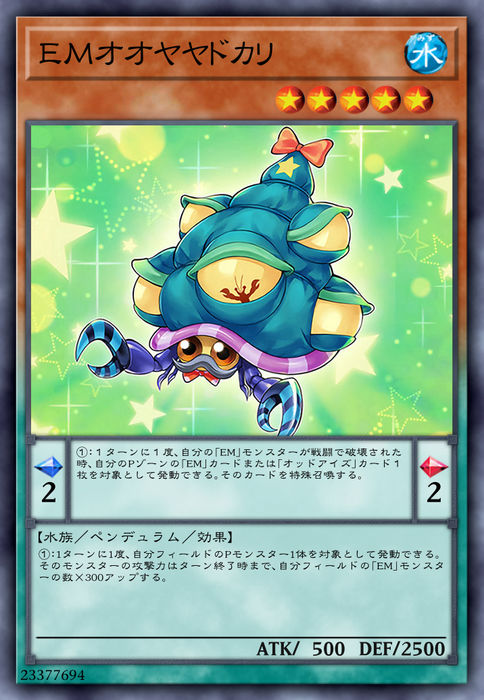 EMオオヤヤドカリ
みず
水
①:1ターンに1度、自分の「EM」モンスターが戦闘で破壊された
時、自分のPゾーンの「EM」カードまたは「オッドアイズ」カード1
枚を対象として発動できる。そのカードを特殊召喚する。
2
2
【水族／ペンデュラム／効果】
①:1ターンに1度、自分フィールドのPモンスター1体を対象として発動できる。
そのモンスターの攻撃力はターン終了時まで、自分フィールドの「EM」モンスタ
ーの数×300アップする。
ATK/ 500 DEF/2500
23377694